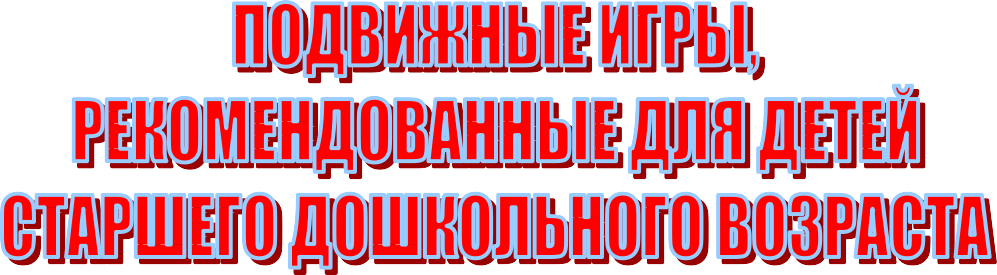 ПОДВИЖНЫЕ ИГРЫ,
РЕКОМЕНДОВАННЫЕ ДЛЯ ДЕТЕЙ
СТАРШЕГО ДОШКОЛЬНОГО ВОЗРАСТА